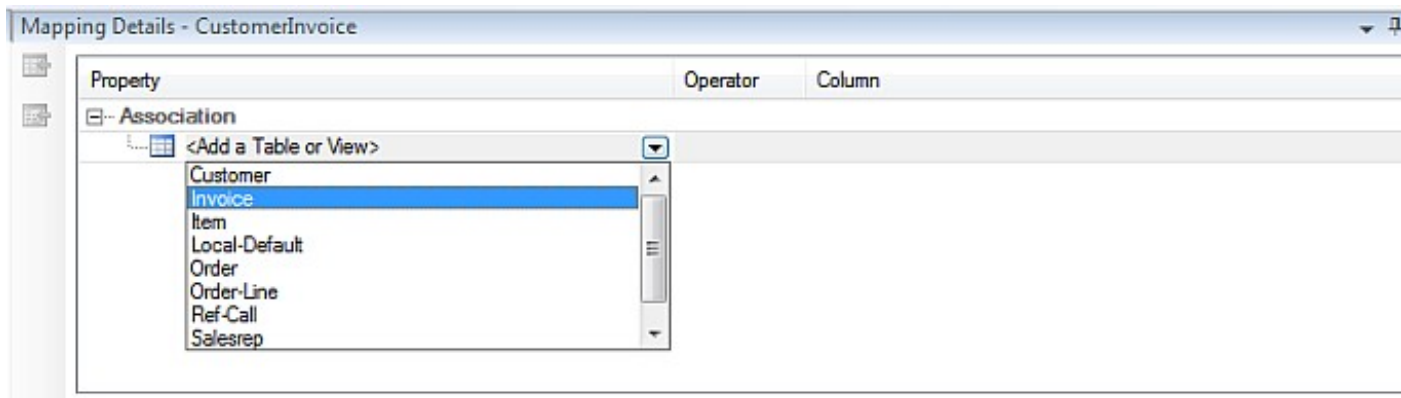 Mapping Details - CustomerInvoice
Property Operator Column
Association
<Add a Table or View>
Customer
Invoice
Item
Local-Default
Order
Order-Line
Ref-Call
Salesrep